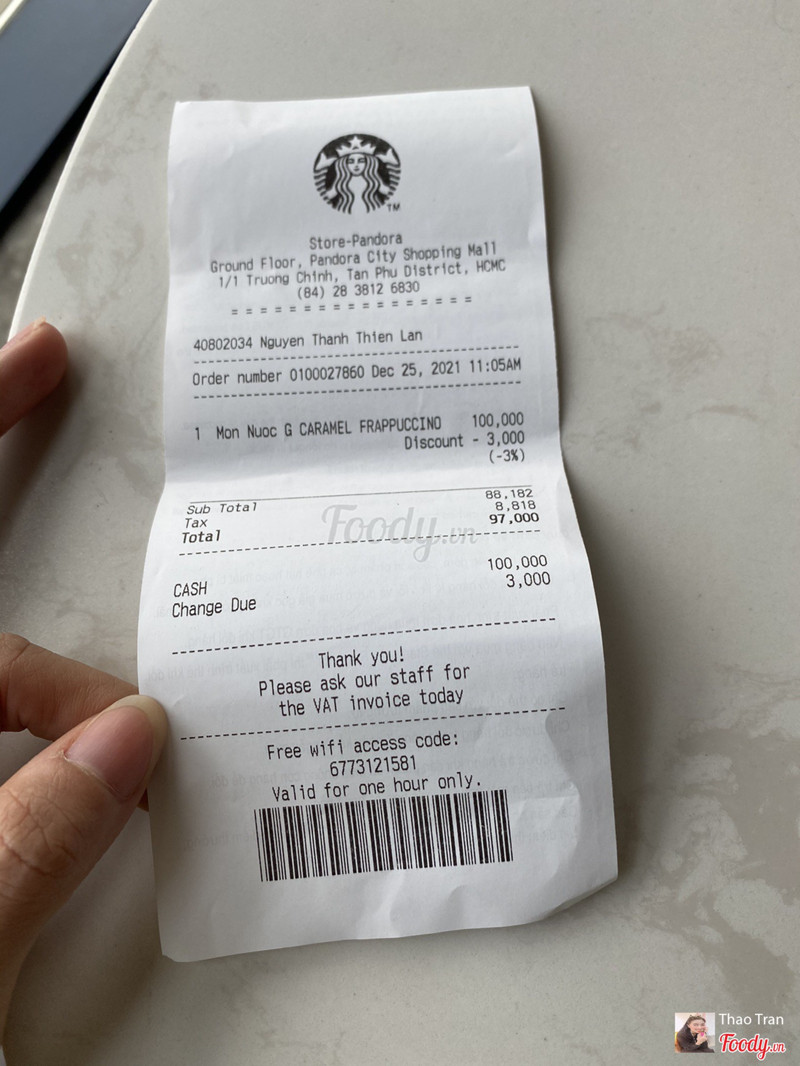 TM
Store-Pandora
Ground Floor, Pandora City Shopping Mall
1/1 Truong Chinh, Tan Phu District, HCMC
(84) 28 3812 6830
= = = = = = = = = = = = = = = = =
40802034 Nguyen Thanh Thien Lan
Order number 0100027860 Dec 25, 2021 11:05AM
1 Mon Nuoc G CARAMEL FRAPPUCCINO 100,000
Discount - 3,000
(-3%)
Sub Total 88,182
Tax 8,818
Total 97,000
Foody.vn
CASH 100,000
Change Due 3,000
Thank you!
Please ask our staff for
the VAT invoice today
Free wifi access code:
6773121581
Valid for one hour only.
Thao Tran
Foody.vn